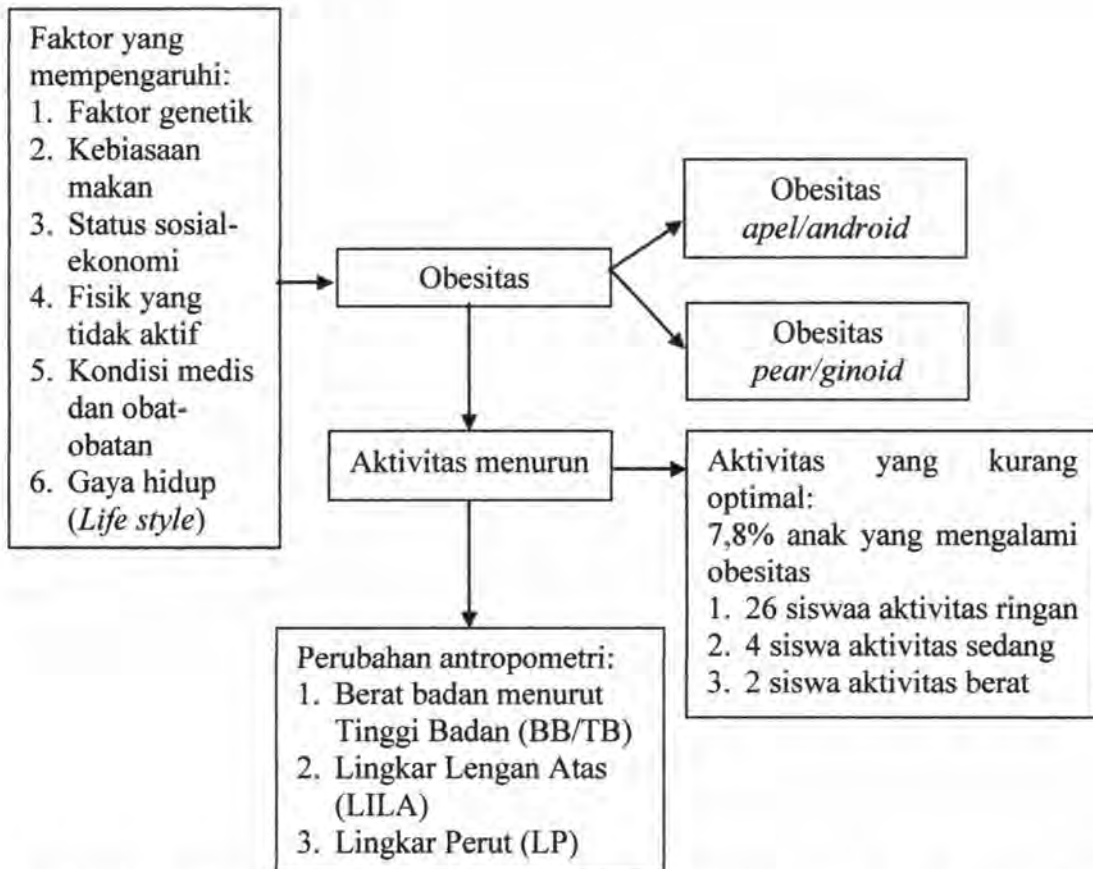 Faktor yang
mempengaruhi:
1. Faktor genetik
2. Kebiasaan
makan
3. Status sosial-
ekonomi
4. Fisik yang
tidak aktif
5. Kondisi medis
dan obat-
obatan
6. Gaya hidup
(Life style)
Obesitas
Obesitas
apel/android
Obesitas
pear/ginoid
Aktivitas menurun
Aktivitas yang kurang
optimal:
7,8% anak yang mengalami
obesitas
1. 26 siswaa aktivitas ringan
2. 4 siswa aktivitas sedang
3. 2 siswa aktivitas berat
Perubahan antropometri:
1. Berat badan menurut
Tinggi Badan (BB/TB)
2. Lingkar Lengan Atas
(LILA)
3. Lingkar Perut (LP)